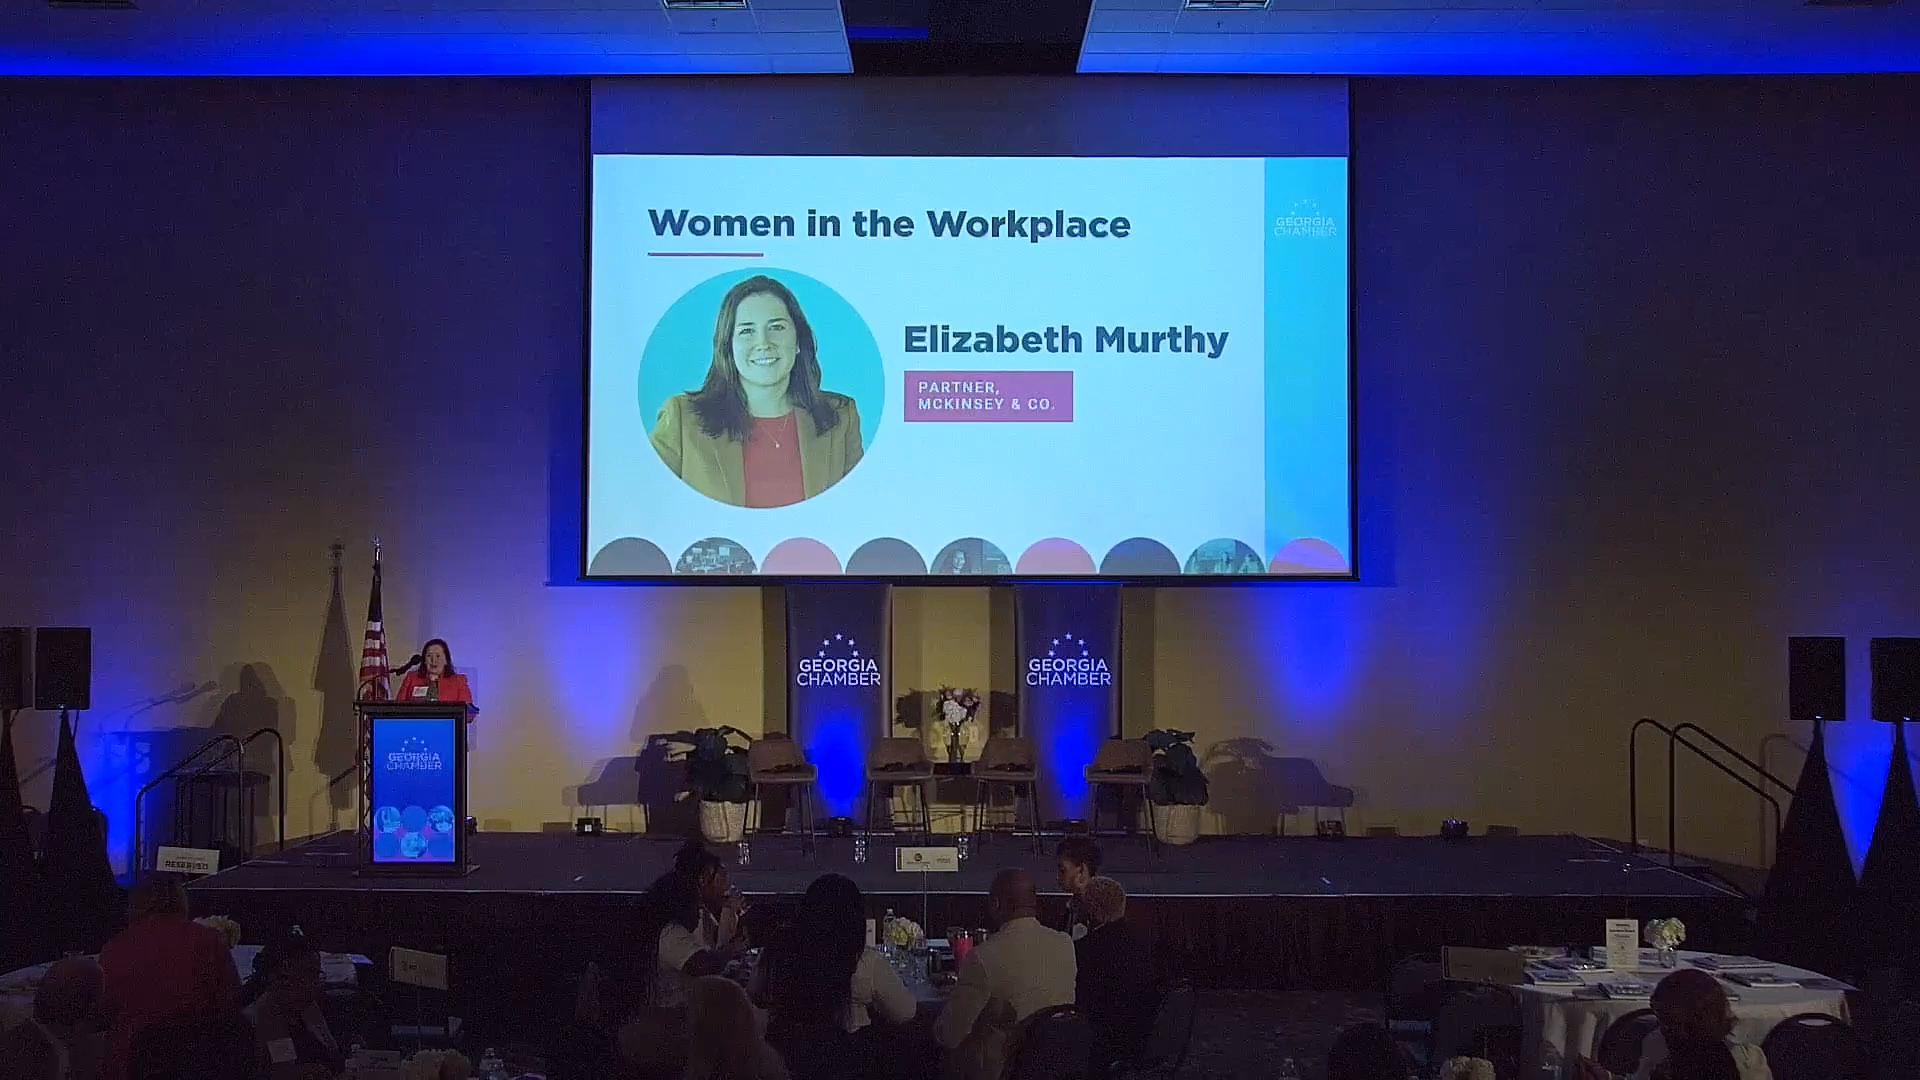 Women in the Workplace
GEORGIA
CHAMBER
Elizabeth Murthy
PARTNER,
MCKINSEY & CO.
GEORGIA
CHAMBER
GEORGIA
CHAMBER
GEORGIA
CHAMBER
RESERVED